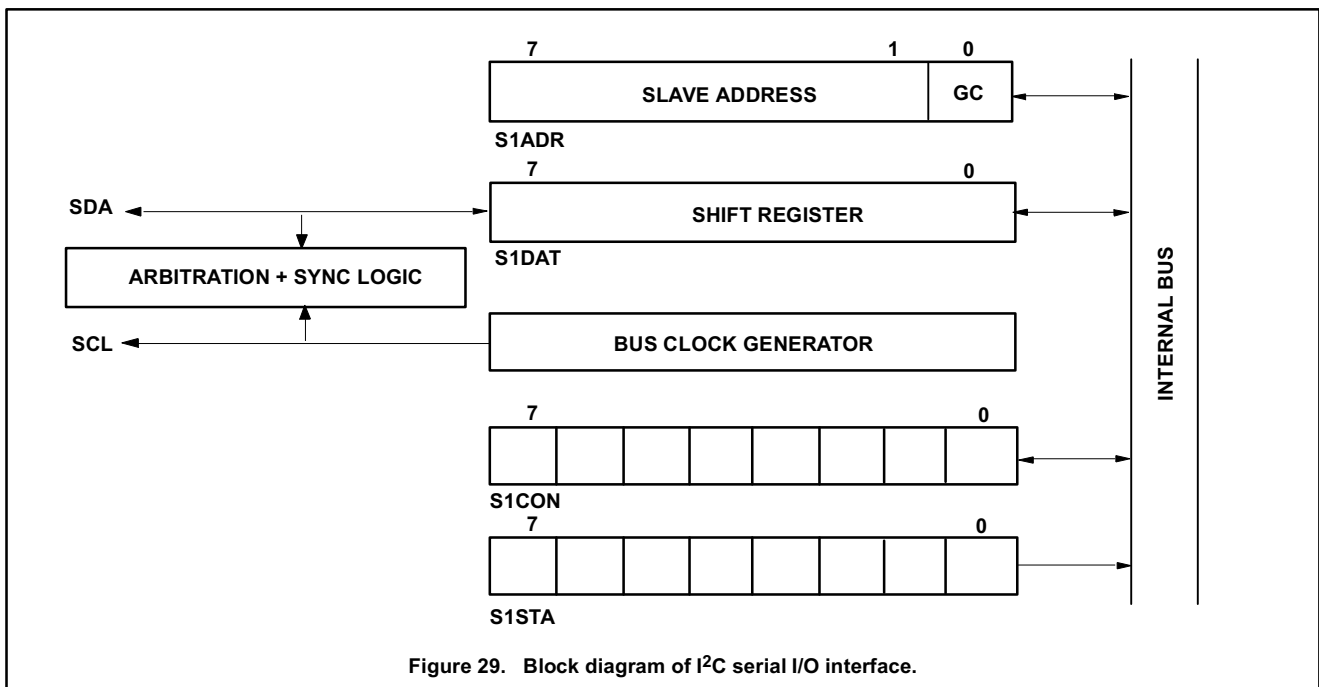 7 1 0
SLAVE ADDRESS GC
S1ADR
7 0
SDA SHIFT REGISTER
S1DAT
ARBITRATION + SYNC LOGIC
SCL BUS CLOCK GENERATOR
INTERNAL BUS
7 0
S1CON
7 0
S1STA
Figure 29. Block diagram of I²C serial I/O interface.